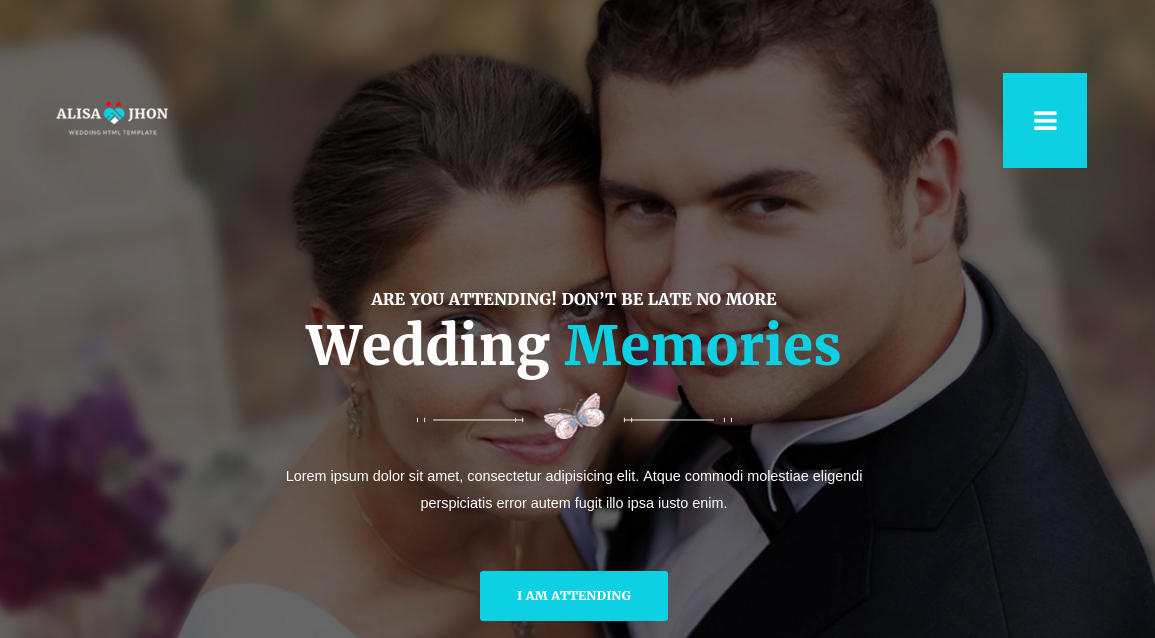 ALISA JHON
WEDDING HTML TEMPLATE
ARE YOU ATTENDING! DON’T BE LATE NO MORE
Wedding Memories
Lorem ipsum dolor sit amet, consectetur adipisicing elit. Atque commodi molestiae eligendi
perspiciatis error autem fugit illo ipsa iusto enim.
I AM ATTENDING